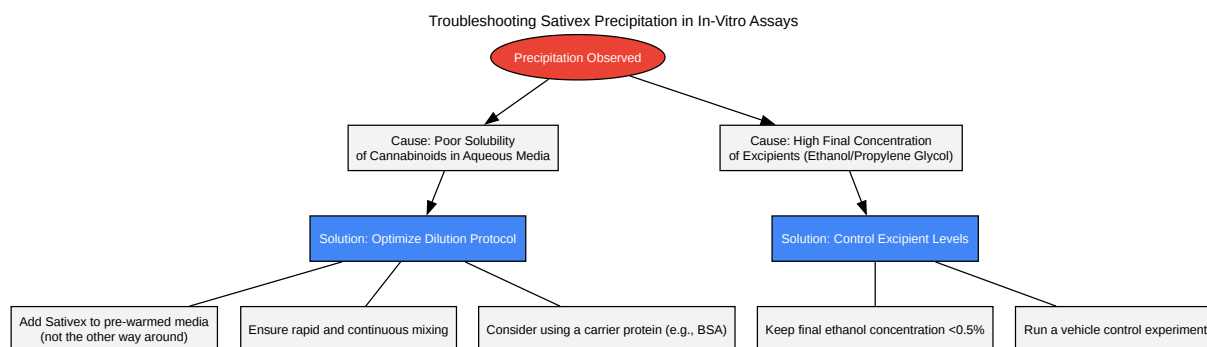 Troubleshooting Sativex Precipitation in In-Vitro Assays
Precipitation Observed
Cause: Poor Solubility
of Cannabinoids in Aqueous Media
Cause: High Final Concentration
of Excipients (Ethanol/Propylene Glycol)
Solution: Optimize Dilution Protocol
Solution: Control Excipient Levels
Add Sativex to pre-warmed media
(not the other way around)
Ensure rapid and continuous mixing
Consider using a carrier protein (e.g., BSA)
Keep final ethanol concentration <0.5%
Run a vehicle control experiment